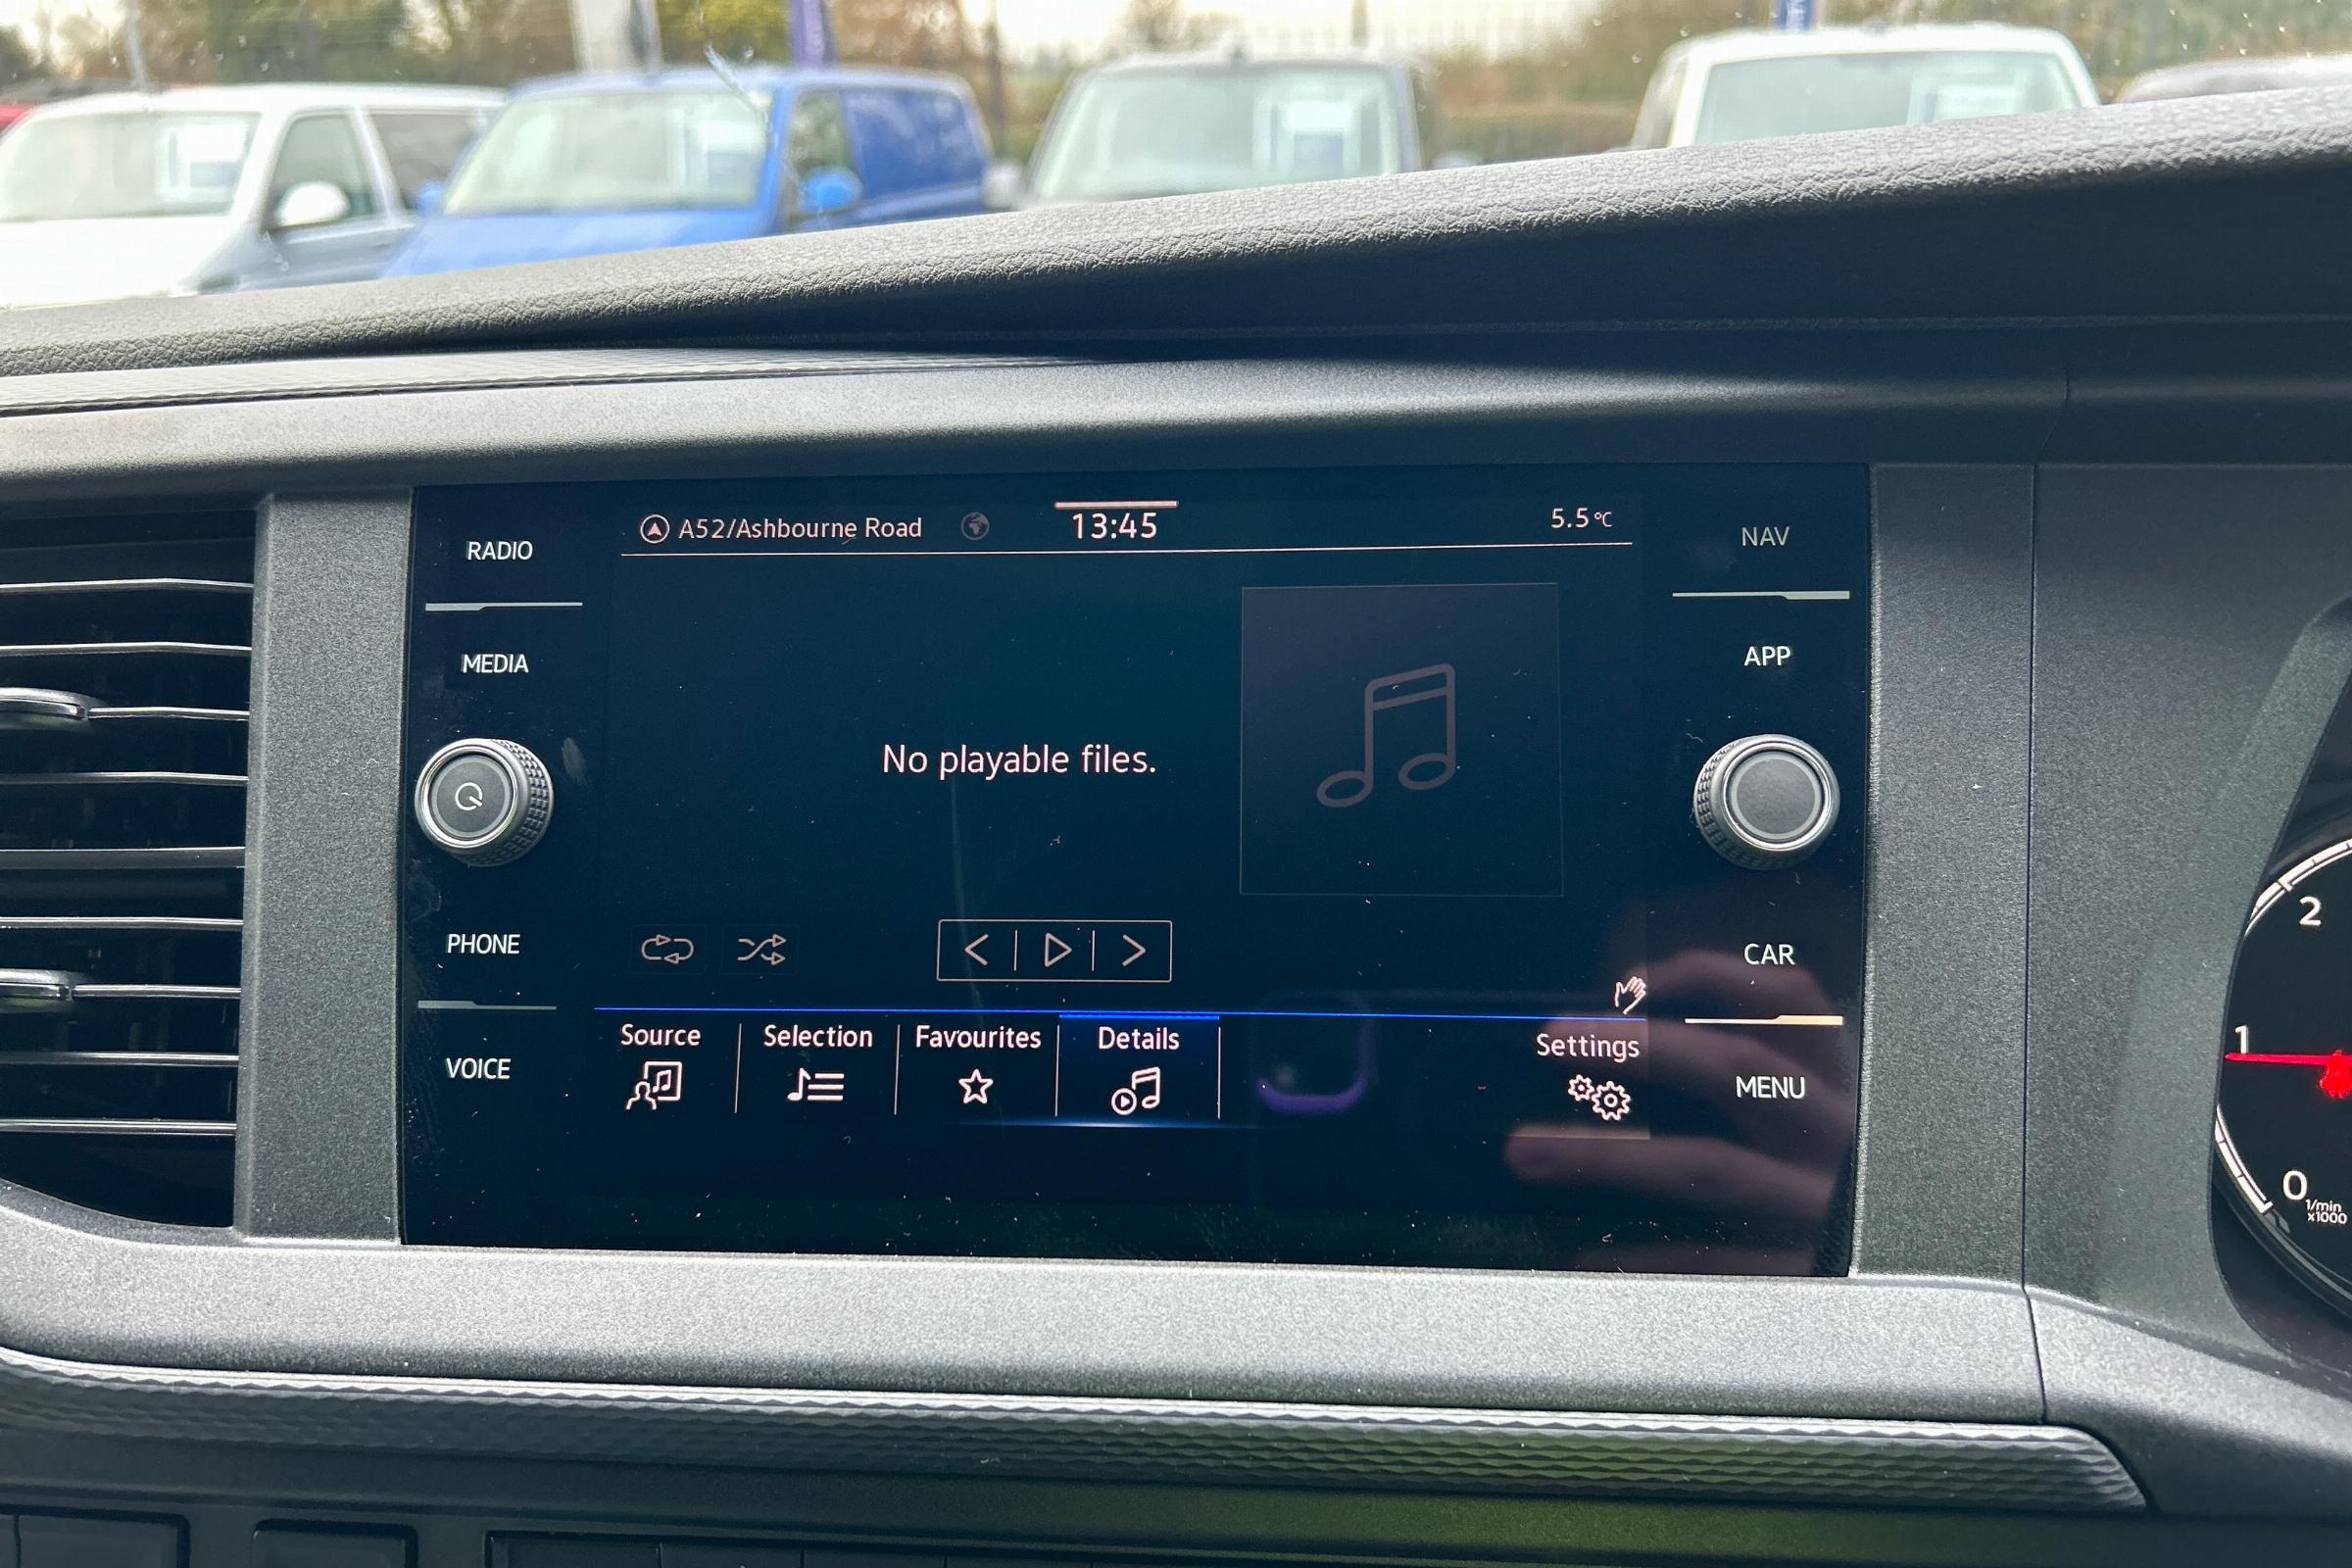 A52/Ashbourne Road
13:45
5.5°C
RADIO
NAV
MEDIA
APP
No playable files.
PHONE
CAR
VOICE
MENU
Source
Selection
Favourites
Details
Settings
2
1
0
1/min
x1000